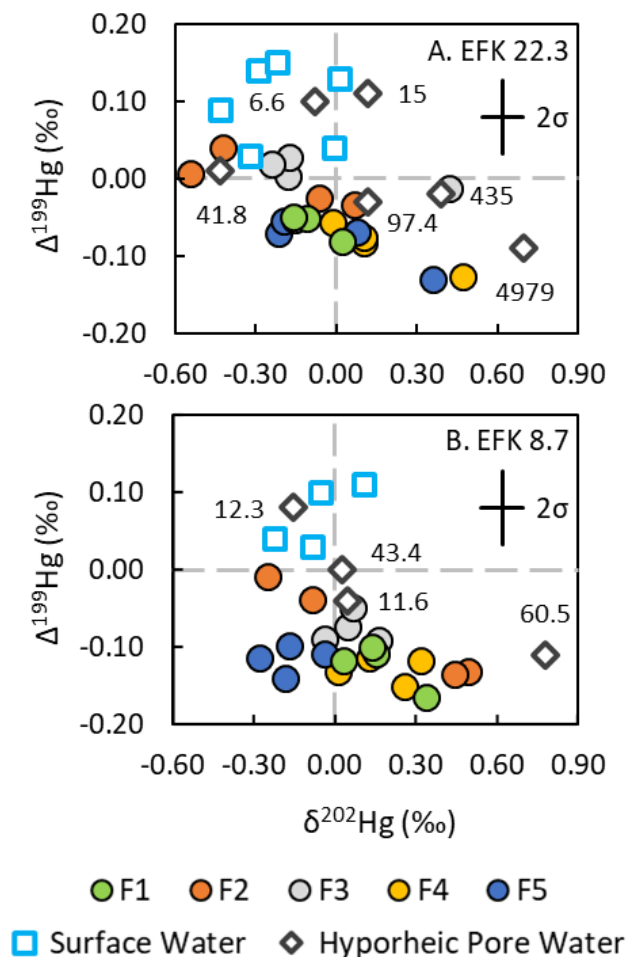 0.20
A. EFK 22.3
0.10
6.6
15
2σ
0.00
Δ¹⁹⁹Hg (‰)
41.8
97.4
435
-0.10
4979
-0.20
-0.60 -0.30 0.00 0.30 0.60 0.90
0.20
B. EFK 8.7
0.10
12.3
2σ
43.4
0.00
Δ¹⁹⁹Hg (‰)
11.6
60.5
-0.10
-0.20
-0.60 -0.30 0.00 0.30 0.60 0.90
δ²⁰²Hg (‰)
F1 F2 F3 F4 F5
Surface Water Hyporheic Pore Water